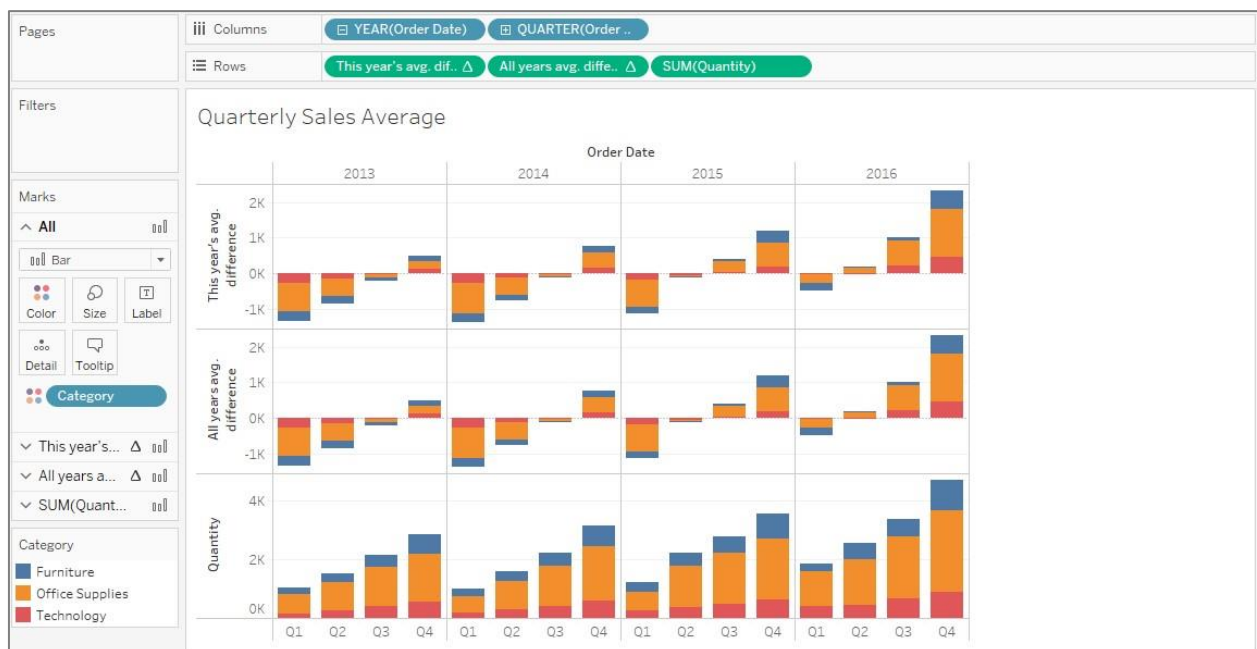 Pages
Columns
YEAR(Order Date)
QUARTER(Order ..
Rows
This year's avg. dif.. Δ
All years avg. diffe.. Δ
SUM(Quantity)
Filters
Quarterly Sales Average
Order Date
2013 2014 2015 2016
Marks
All
Bar
Color Size Label
Detail Tooltip
Category
This year's... Δ
All years a... Δ
SUM(Quant...
Category
Furniture
Office Supplies
Technology
This year's avg.
difference
2K
1K
0K
-1K
All years avg.
difference
2K
1K
0K
-1K
Quantity
4K
2K
0K
Q1 Q2 Q3 Q4 Q1 Q2 Q3 Q4 Q1 Q2 Q3 Q4 Q1 Q2 Q3 Q4